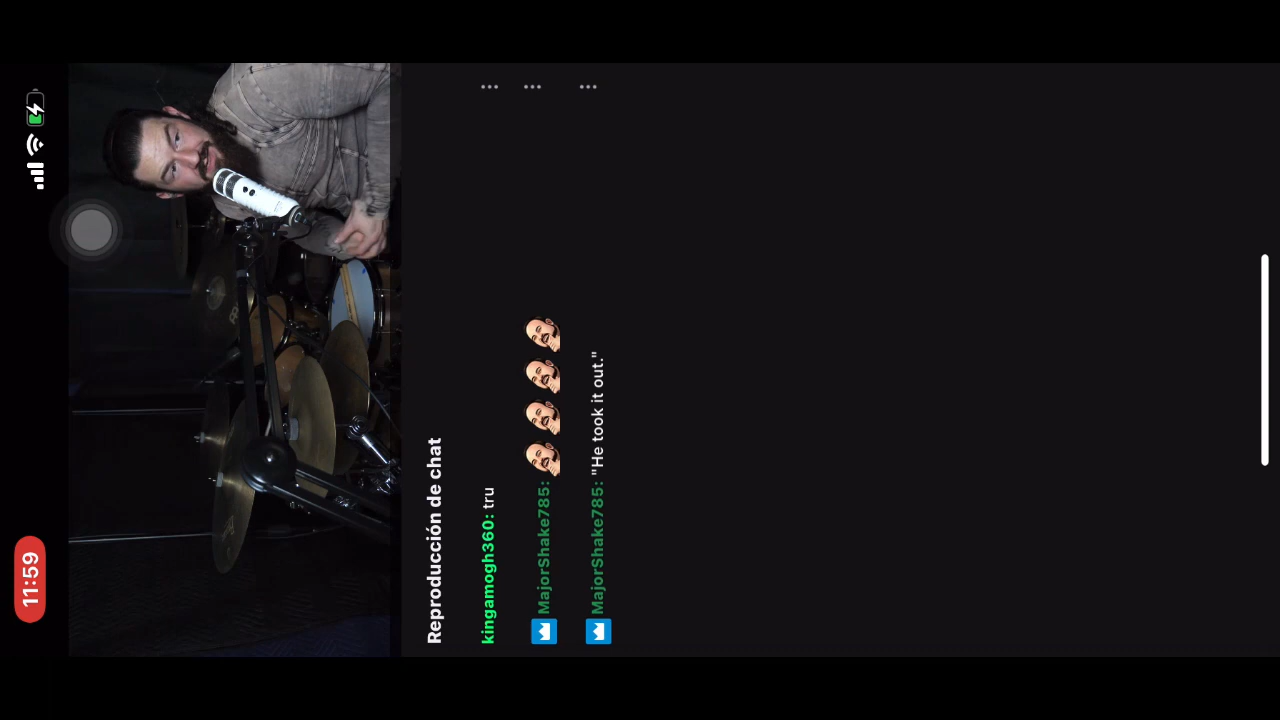 11:59
Reproducción de chat
kingamogh360: tru
MajorShake785:
MajorShake785: "He took it out."